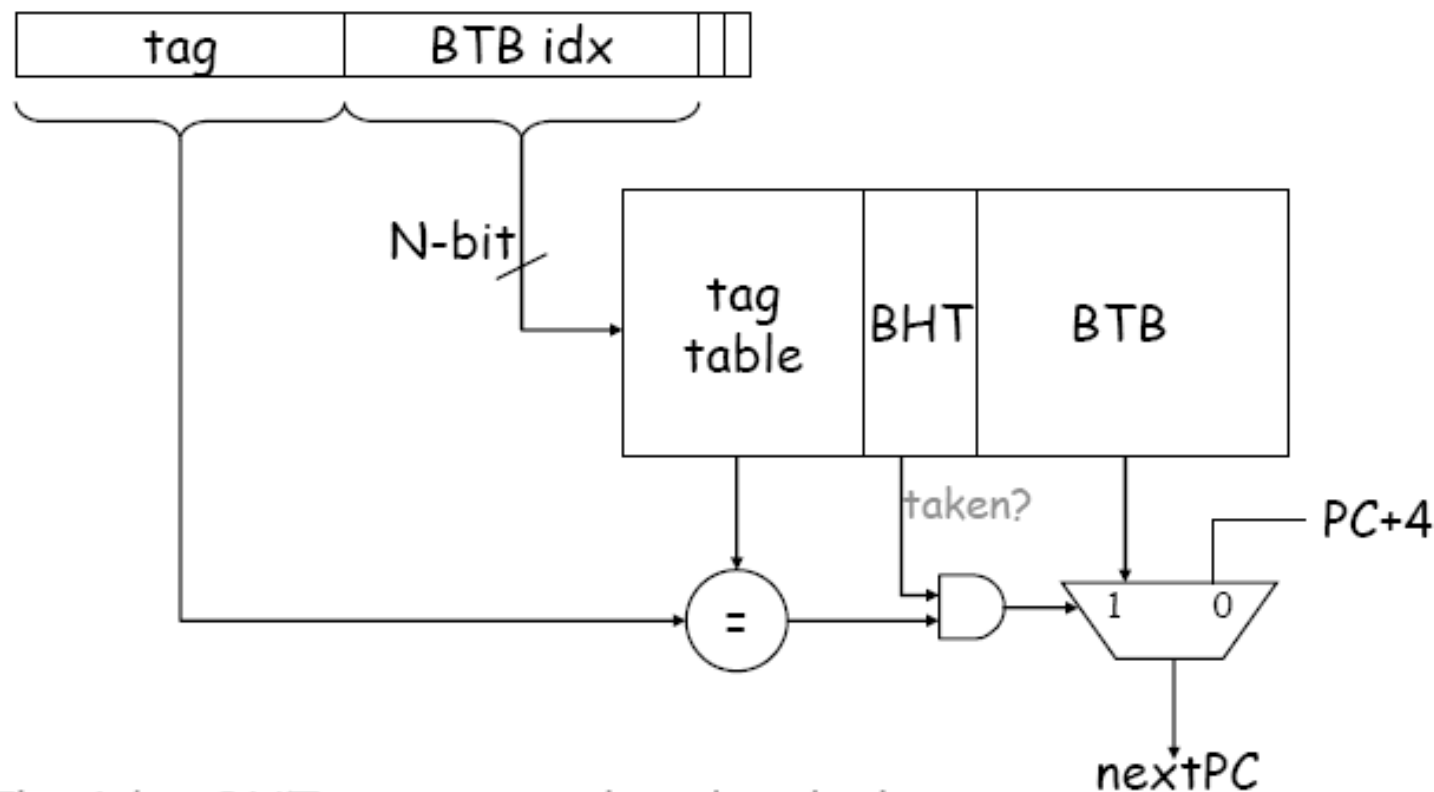 tag
BTB idx
N-bit
tag
table
BHT
BTB
taken?
PC+4
=
1
0
nextPC